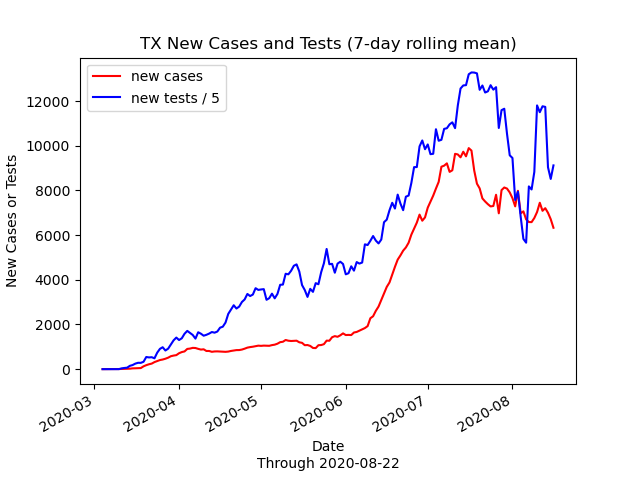 TX New Cases and Tests (7-day rolling mean)
new cases
new tests / 5
12000
10000
8000
6000
4000
2000
0
New Cases or Tests
2020-03
2020-04
2020-05
2020-06
2020-07
2020-08
Date
Through 2020-08-22